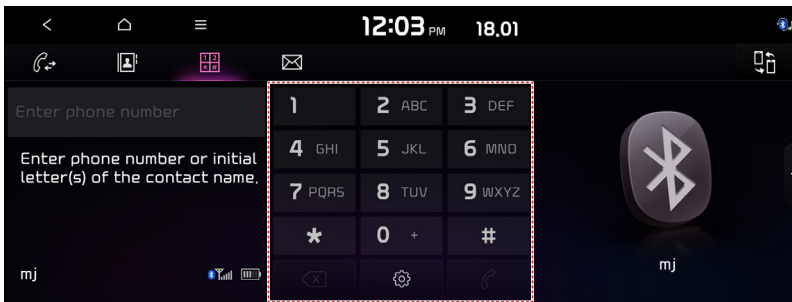 12:03 PM 18.01
1 2
* #
Enter phone number
Enter phone number or initial
letter(s) of the contact name.
mj
1
2 ABC
3 DEF
4 GHI
5 JKL
6 MNO
7 PQRS
8 TUV
9 WXYZ
*
0 +
#
mj